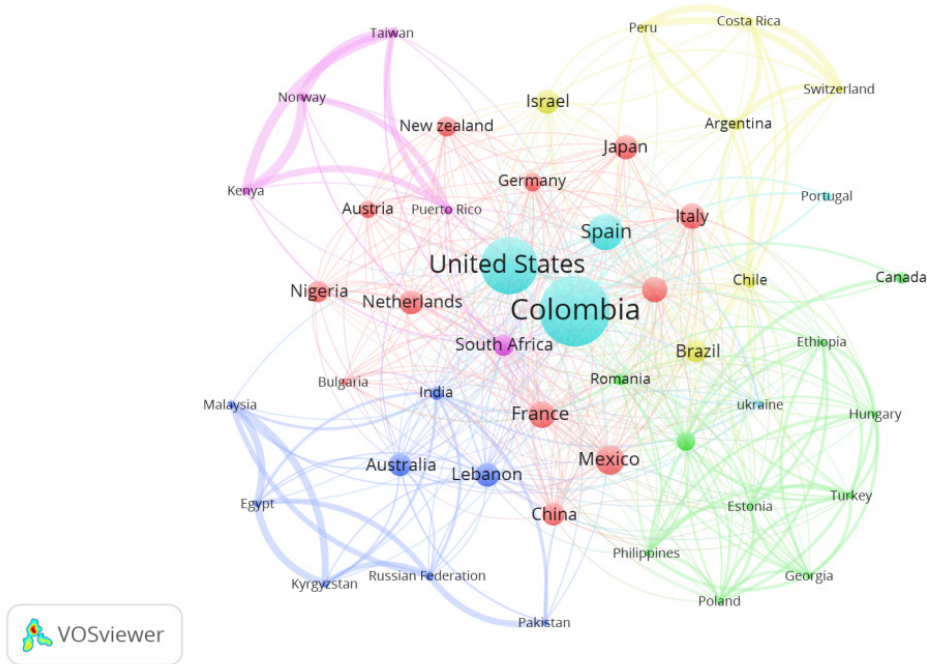 Costa Rica
Peru
Taiwan
Switzerland
Norway
Israel
Argentina
New zealand
Japan
Germany
Kenya
Portugal
Puerto Rico
Austria
Italy
Spain
United States
Canada
Chile
Nigeria
Netherlands
Colombia
Ethiopia
South Africa
Brazil
Romania
Bulgaria
India
Malaysia
ukraine
France
Hungary
Mexico
Australia
Lebanon
Turkey
Egypt
Estonia
China
Philippines
Russian Federation
Georgia
Kyrgyzstan
Poland
Pakistan
VOSviewer